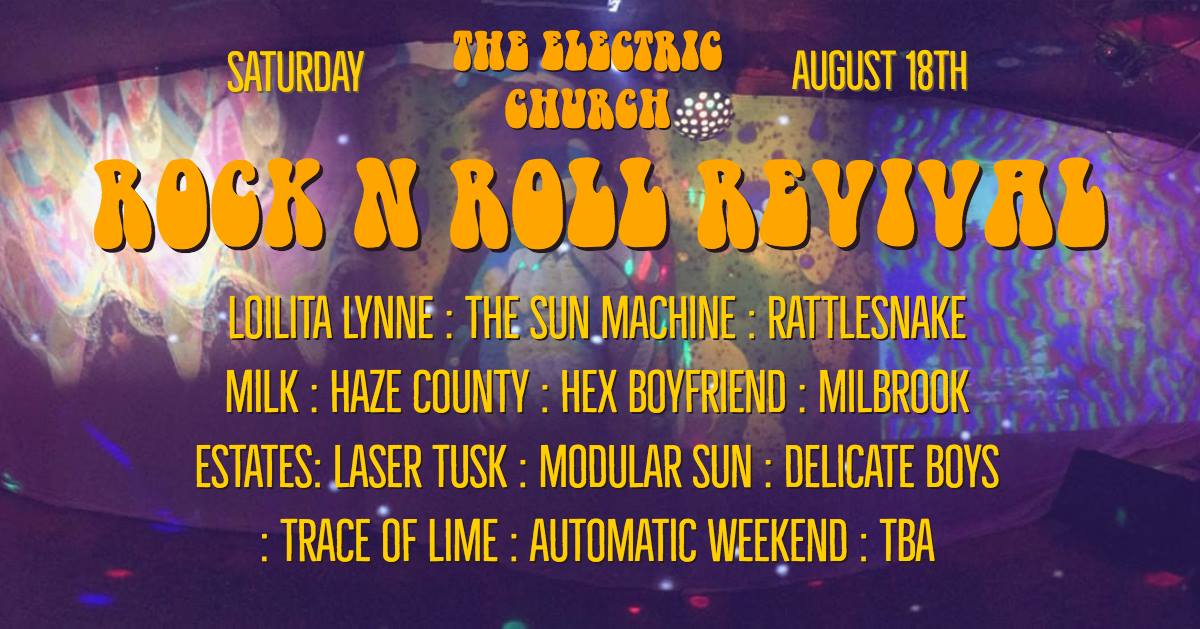 SATURDAY
THE ELECTRIC
CHURCH
AUGUST 18TH
ROCK N ROLL REVIVAL
LOILITA LYNNE : THE SUN MACHINE : RATTLESNAKE
MILK : HAZE COUNTY : HEX BOYFRIEND : MILBROOK
ESTATES: LASER TUSK : MODULAR SUN : DELICATE BOYS
: TRACE OF LIME : AUTOMATIC WEEKEND : TBA